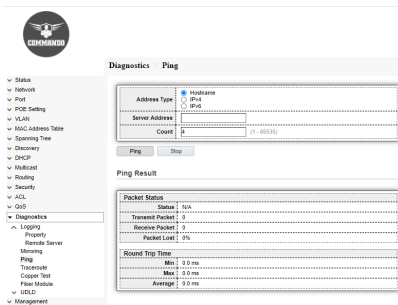 COMMANDO
Diagnostics Ping
Status
Network
Port
POE Setting
VLAN
MAC Address Table
Spanning Tree
Discovery
DHCP
Multicast
Routing
Security
ACL
QoS
Diagnostics
Logging
Property
Remote Server
Mirroring
Ping
Traceroute
Copper Test
Fiber Module
UDLD
Management
Address Type
Hostname
IPv4
IPv6
Server Address
Count 4 (1 - 65535)
Ping Stop
Ping Result
Packet Status
Status N/A
Transmit Packet 0
Receive Packet 0
Packet Lost 0%
Round Trip Time
Min 0.0 ms
Max 0.0 ms
Average 0.0 ms